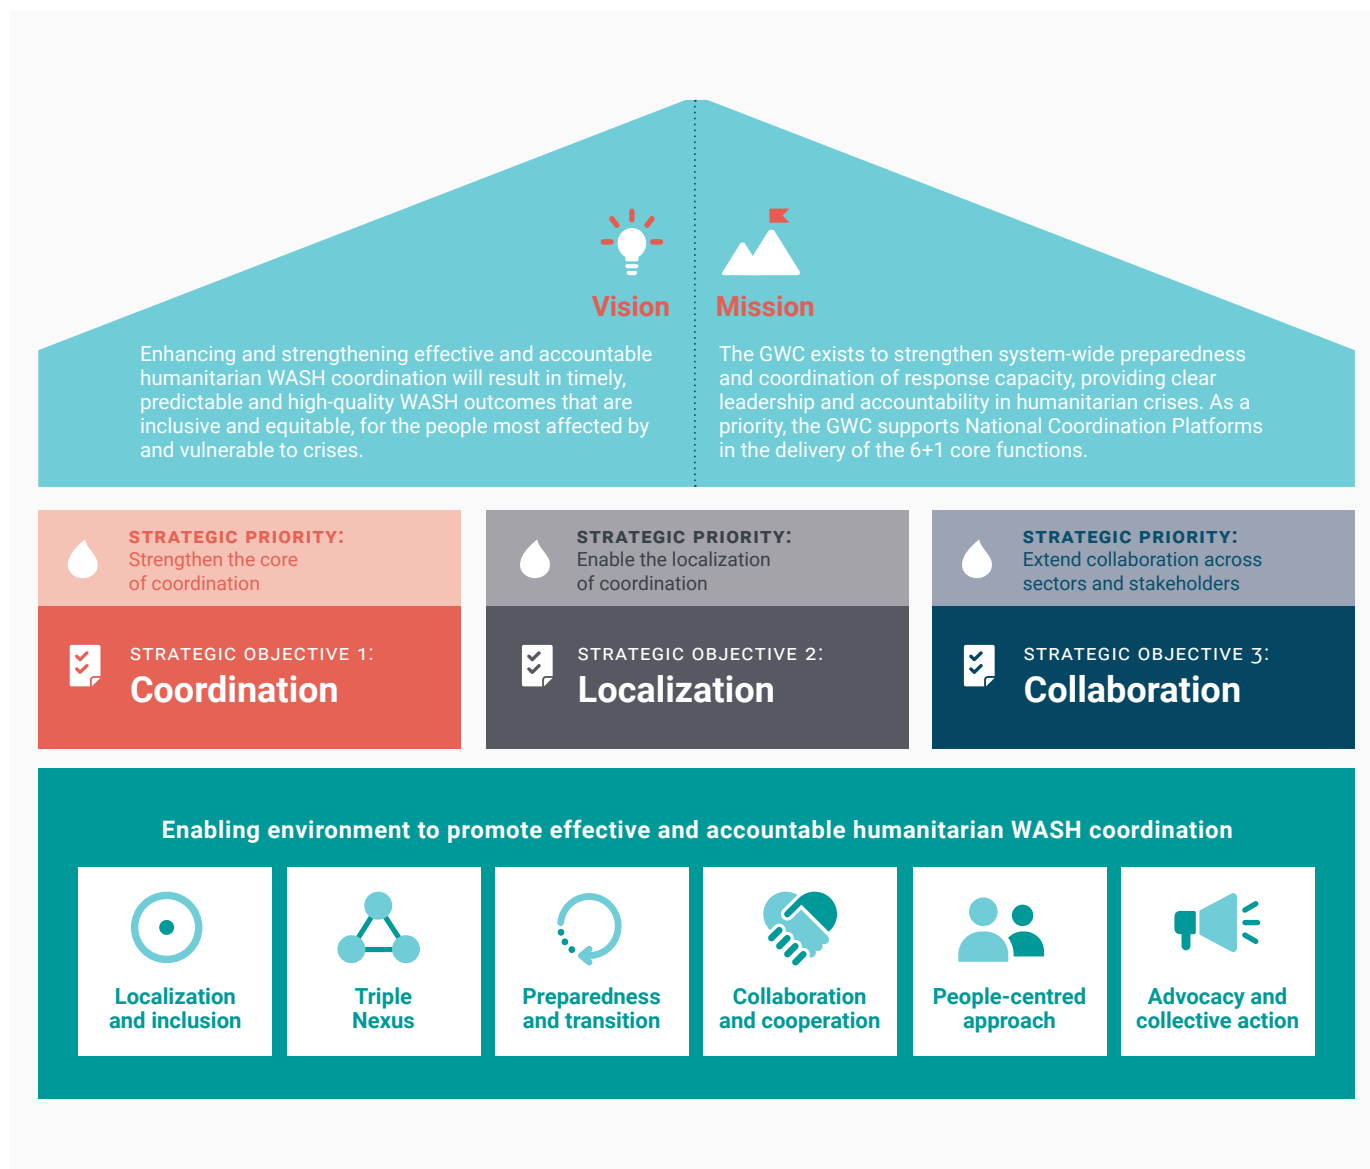 Vision
Enhancing and strengthening effective and accountable
humanitarian WASH coordination will result in timely,
predictable and high-quality WASH outcomes that are
inclusive and equitable, for the people most affected by
and vulnerable to crises.
Mission
The GWC exists to strengthen system-wide preparedness
and coordination of response capacity, providing clear
leadership and accountability in humanitarian crises. As a
priority, the GWC supports National Coordination Platforms
in the delivery of the 6+1 core functions.
STRATEGIC PRIORITY:
Strengthen the core
of coordination
STRATEGIC OBJECTIVE 1:
Coordination
STRATEGIC PRIORITY:
Enable the localization
of coordination
STRATEGIC OBJECTIVE 2:
Localization
STRATEGIC PRIORITY:
Extend collaboration across
sectors and stakeholders
STRATEGIC OBJECTIVE 3:
Collaboration
Enabling environment to promote effective and accountable humanitarian WASH coordination
Localization
and inclusion
Triple
Nexus
Preparedness
and transition
Collaboration
and cooperation
People-centred
approach
Advocacy and
collective action